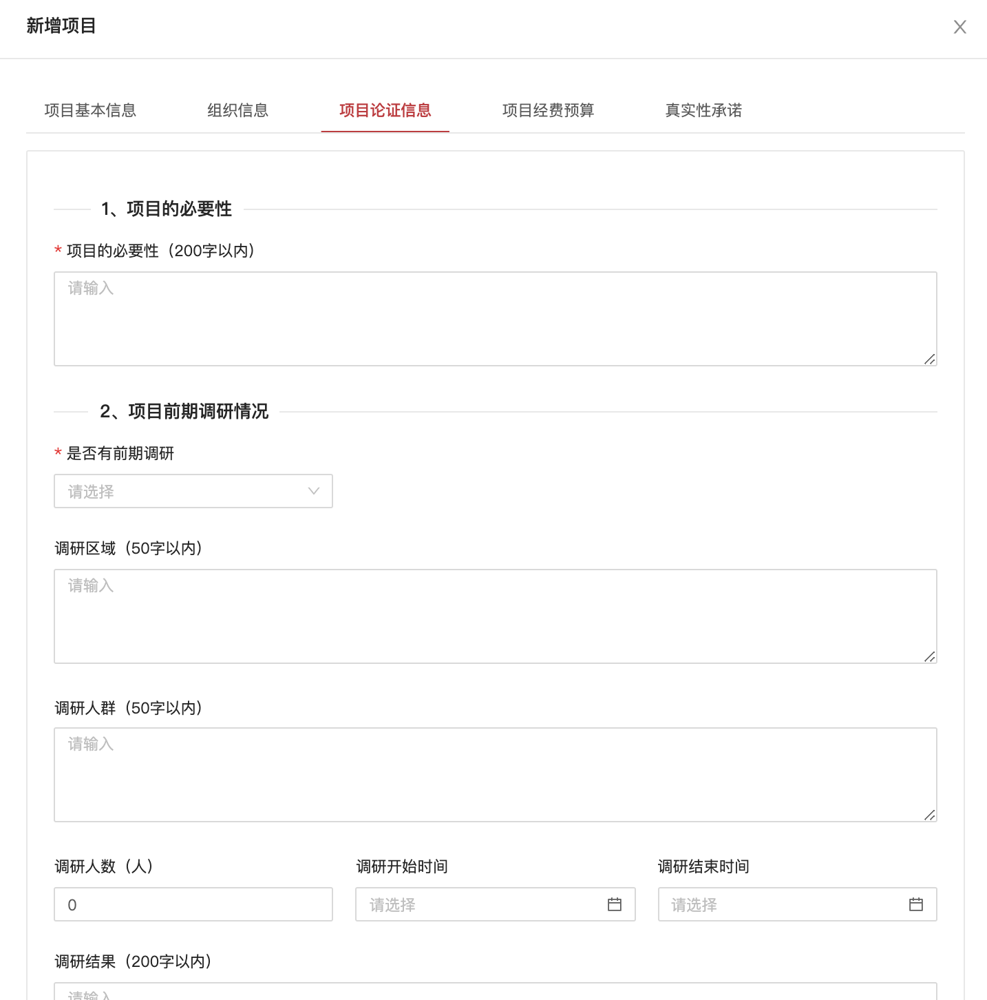 新增项目
项目基本信息 组织信息 项目论证信息 项目经费预算 真实性承诺
1、项目的必要性
* 项目的必要性（200字以内）
请输入
2、项目前期调研情况
* 是否有前期调研
请选择
调研区域（50字以内）
请输入
调研人群（50字以内）
请输入
调研人数（人） 调研开始时间 调研结束时间
0 请选择 请选择
调研结果（200字以内）
请输入